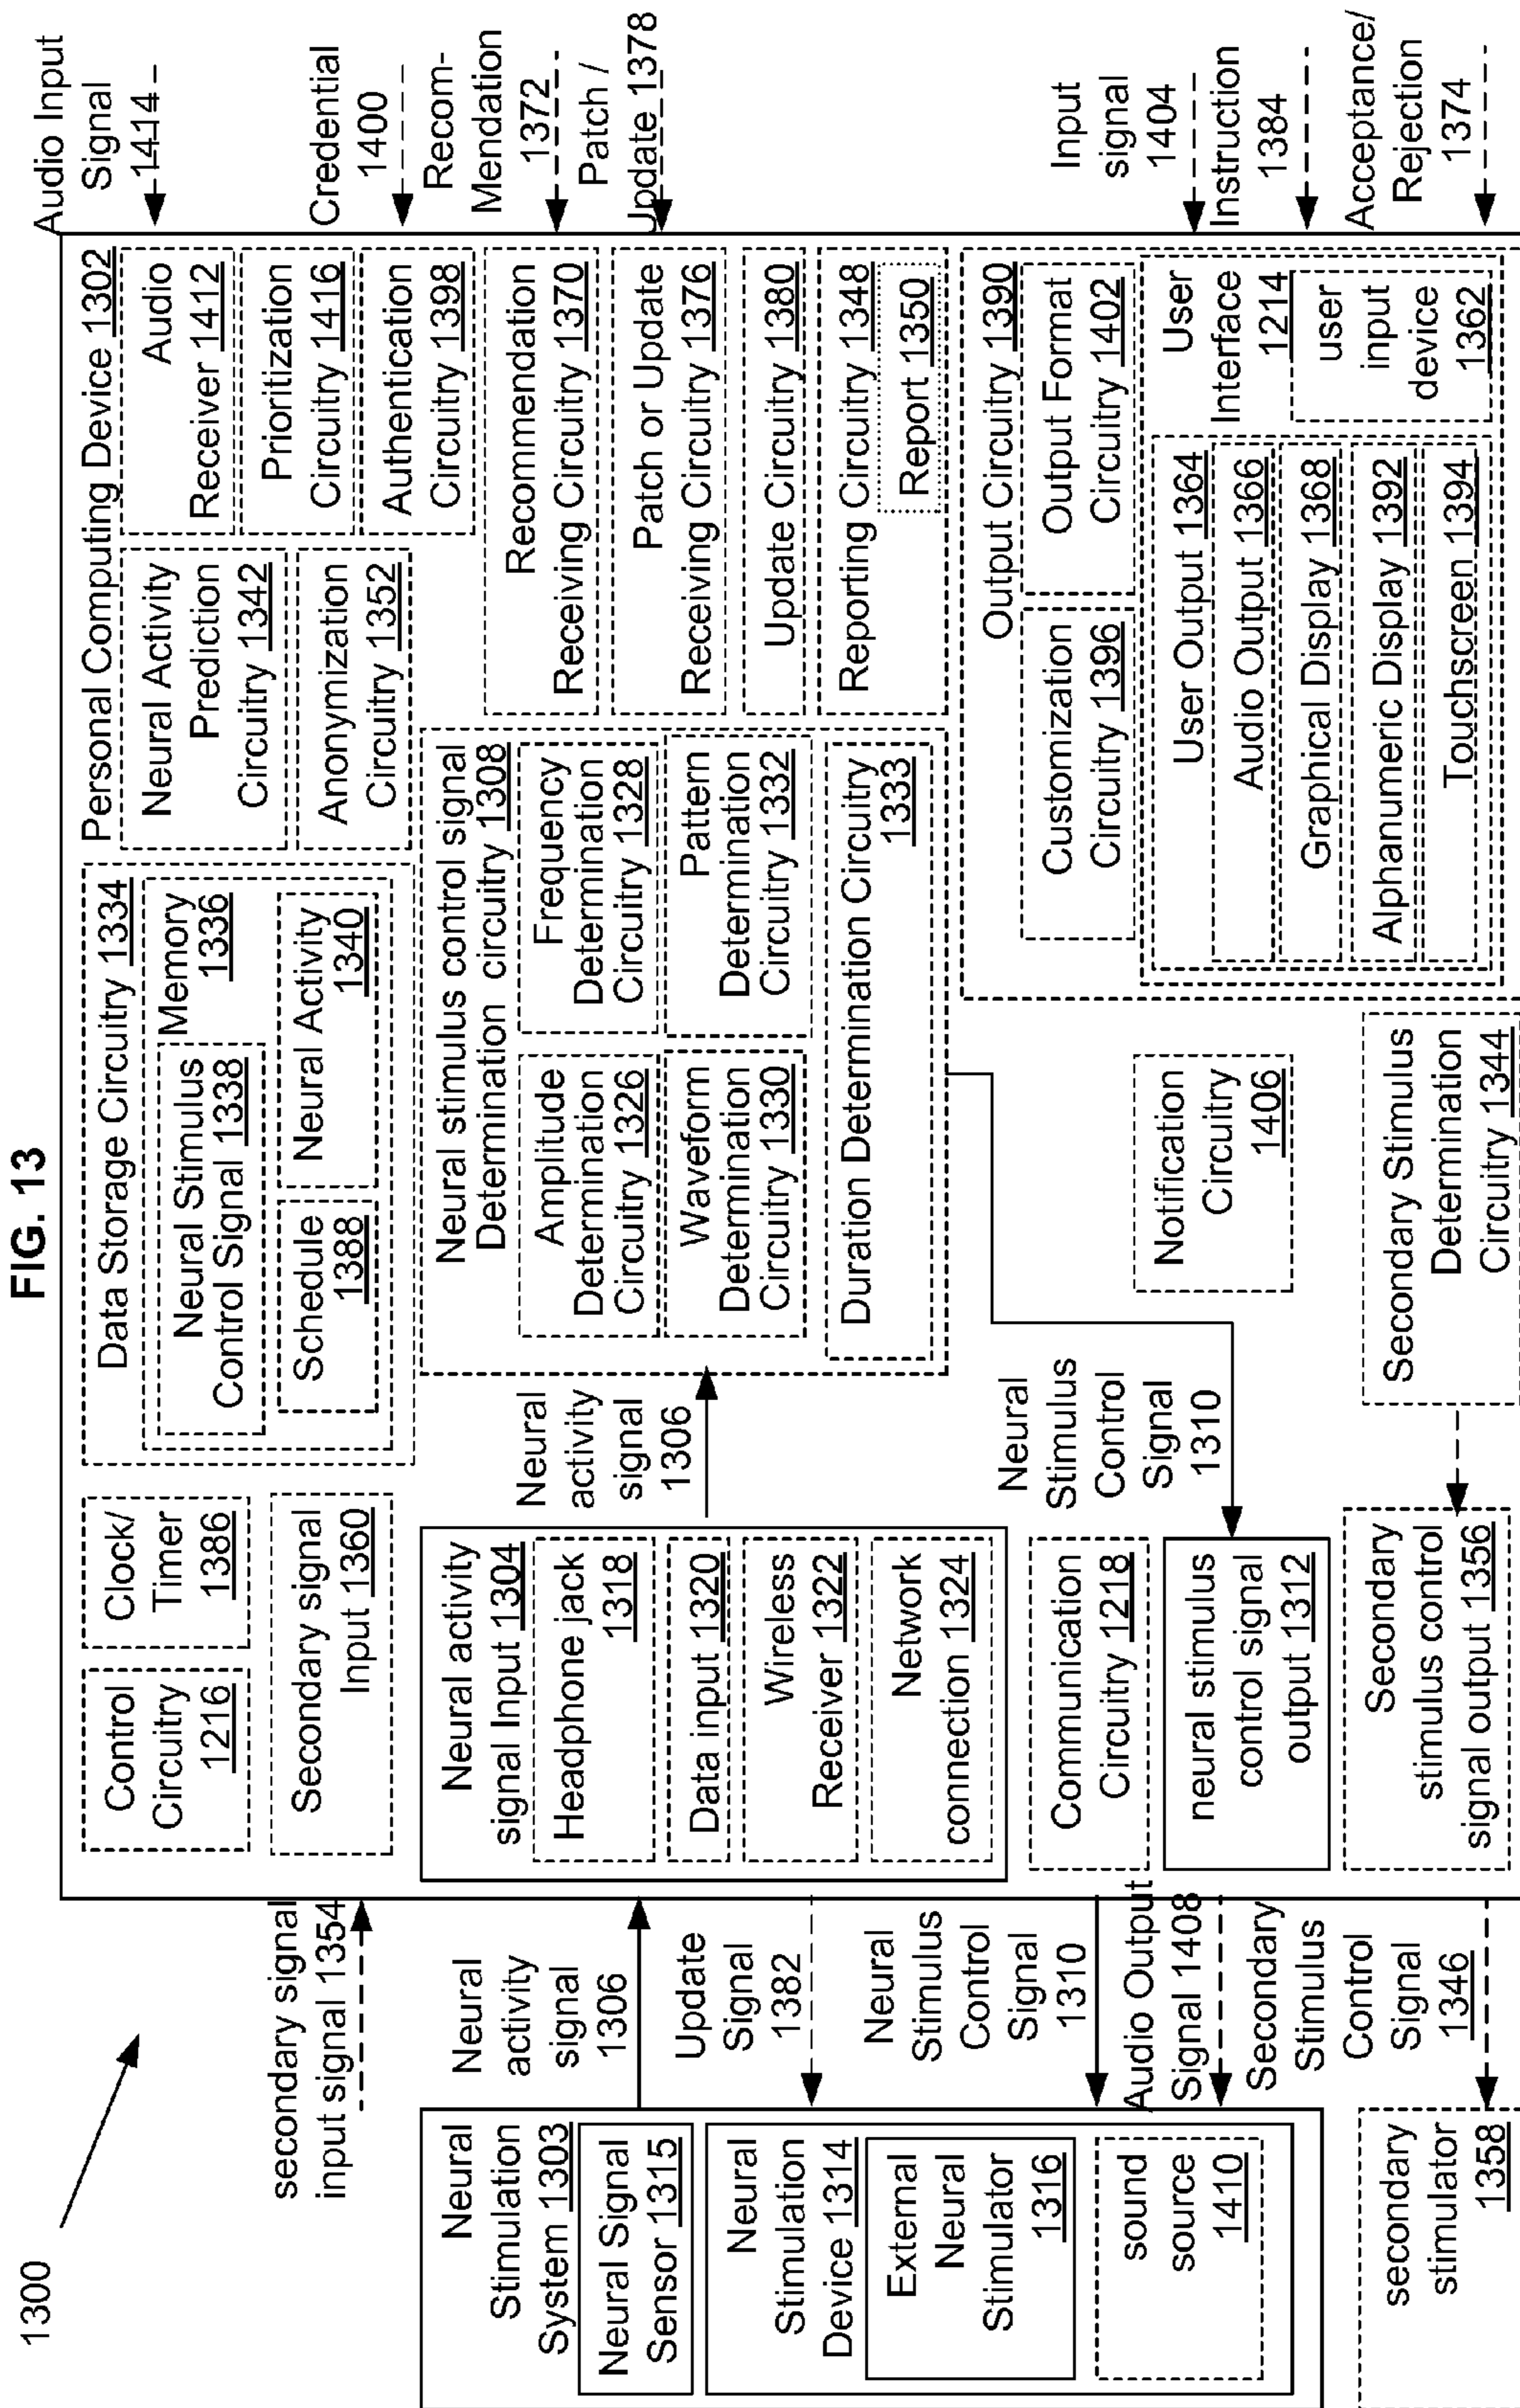 FIG. 13
1300
secondary signal
input signal 1354
Neural
activity
signal
1306
Update
Signal
1382
Neural
Stimulus
Control
Signal
1310
Audio Output
Signal 1408
Secondary
Stimulus
Control
Signal
1346
Neural
Stimulation
System 1303
Neural Signal
Sensor 1315
Neural
Stimulation
Device 1314
External
Neural
Stimulator
1316
sound
source
1410
secondary
stimulator
1358
Personal Computing Device 1302
Control
Circuitry
1216
Clock/
Timer
1386
Secondary signal
Input 1360
Data Storage Circuitry 1334
Memory
1336
Neural Stimulus
Control Signal 1338
Schedule
1388
Neural Activity
1340
Neural Activity
Prediction
Circuitry 1342
Anonymization
Circuitry 1352
Audio
Receiver 1412
Prioritization
Circuitry 1416
Authentication
Circuitry 1398
Neural activity
signal Input 1304
Headphone jack
1318
Data input 1320
Wireless
Receiver 1322
Network
connection 1324
Neural
activity
signal
1306
Neural stimulus control signal
Determination circuitry 1308
Amplitude
Determination
Circuitry 1326
Frequency
Determination
Circuitry 1328
Waveform
Determination
Circuitry 1330
Pattern
Determination
Circuitry 1332
Duration Determination Circuitry
1333
Recommendation
Receiving Circuitry 1370
Patch or Update
Receiving Circuitry 1376
Update Circuitry 1380
Reporting Circuitry 1348
Report 1350
Communication
Circuitry 1218
neural stimulus
control signal
output 1312
Secondary
stimulus control
signal output 1356
Neural
Stimulus
Control
Signal
1310
Notification
Circuitry
1406
Secondary Stimulus
Determination
Circuitry 1344
Output Circuitry 1390
Customization
Circuitry 1396
Output Format
Circuitry 1402
User Output 1364
Audio Output 1366
Graphical Display 1368
Alphanumeric Display 1392
Touchscreen 1394
User
Interface
1214
user
input
device
1362
Audio Input
Signal
1414
Credential
1400
Recom-
Mendation
1372
Patch /
Update 1378
Input
signal
1404
Instruction
1384
Acceptance/
Rejection
1374